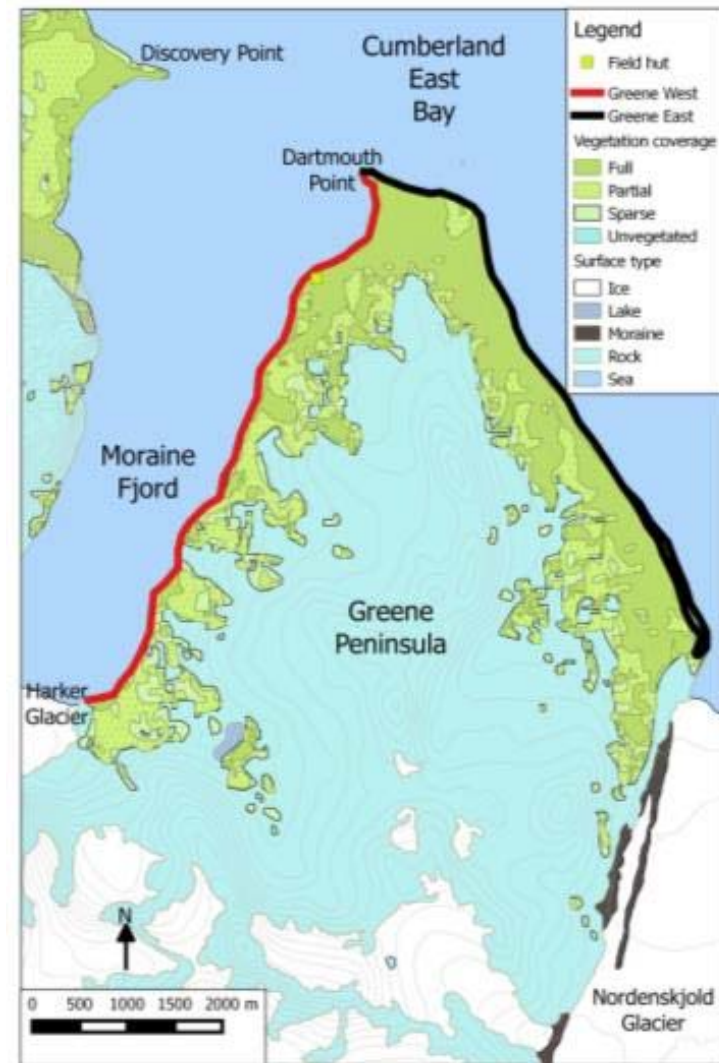 Discovery Point
Cumberland
East
Bay
Dartmouth
Point
Legend
Field hut
Greene West
Greene East
Vegetation coverage
Full
Partial
Sparse
Unvegetated
Surface type
Ice
Lake
Moraine
Rock
Sea
Moraine
Fjord
Greene
Peninsula
Harker
Glacier
N
0 500 1000 1500 2000 m
Nordenskjold
Glacier